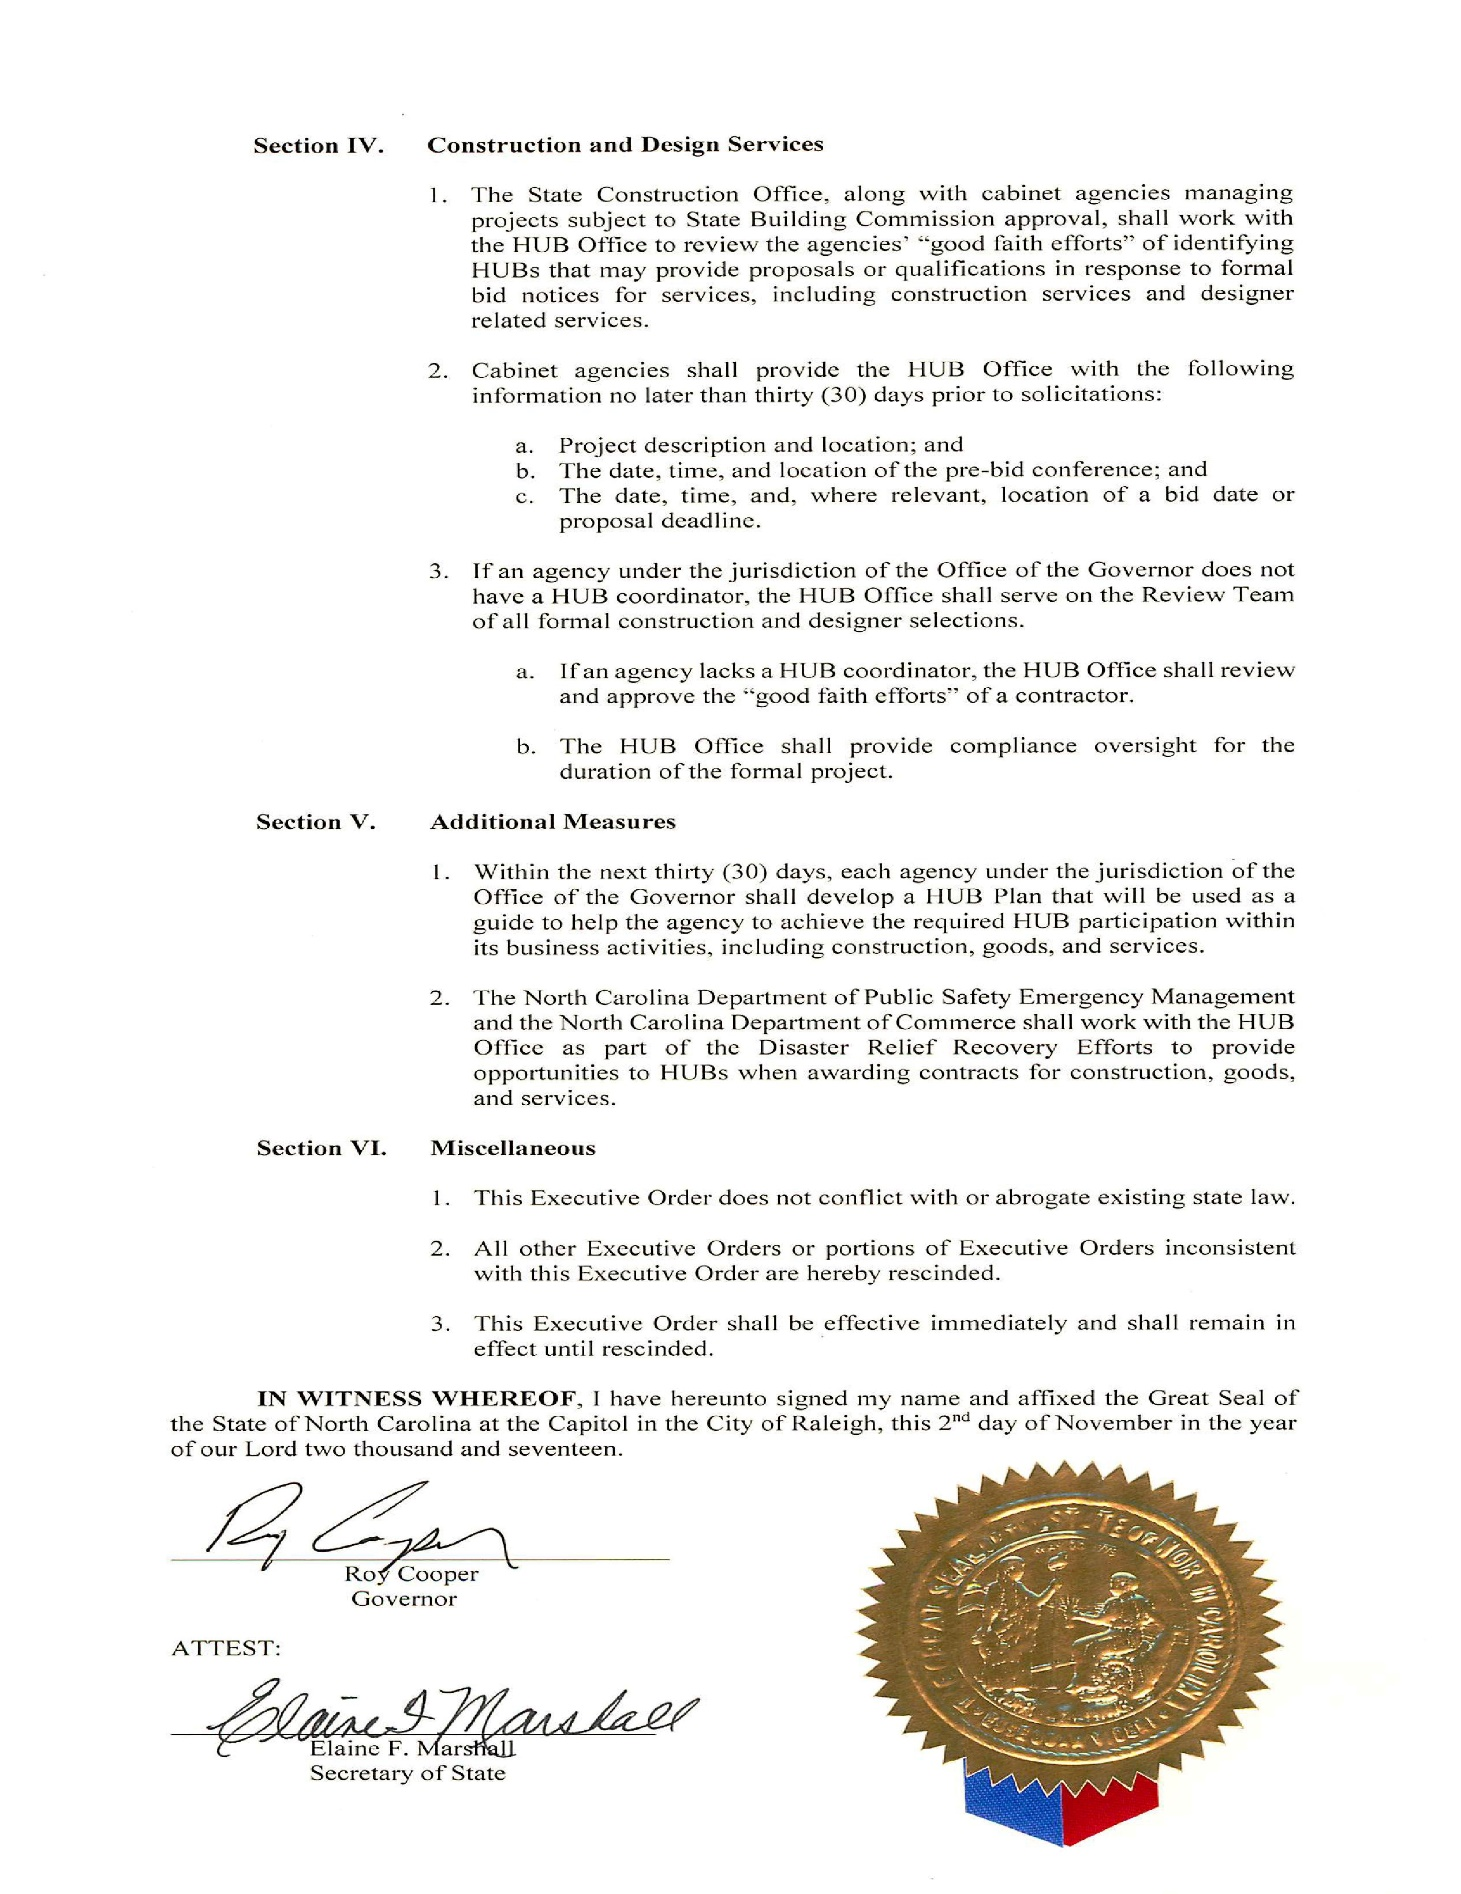 Section IV. Construction and Design Services
1. The State Construction Office, along with cabinet agencies managing
projects subject to State Building Commission approval, shall work with
the HUB Office to review the agencies' “good faith efforts” of identifying
HUBs that may provide proposals or qualifications in response to formal
bid notices for services, including construction services and designer
related services.
2. Cabinet agencies shall provide the HUB Office with the following
information no later than thirty (30) days prior to solicitations:
a. Project description and location; and
b. The date, time, and location of the pre-bid conference; and
c. The date, time, and, where relevant, location of a bid date or
proposal deadline.
3. If an agency under the jurisdiction of the Office of the Governor does not
have a HUB coordinator, the HUB Office shall serve on the Review Team
of all formal construction and designer selections.
a. If an agency lacks a HUB coordinator, the HUB Office shall review
and approve the “good faith efforts” of a contractor.
b. The HUB Office shall provide compliance oversight for the
duration of the formal project.
Section V. Additional Measures
1. Within the next thirty (30) days, each agency under the jurisdiction of the
Office of the Governor shall develop a HUB Plan that will be used as a
guide to help the agency to achieve the required HUB participation within
its business activities, including construction, goods, and services.
2. The North Carolina Department of Public Safety Emergency Management
and the North Carolina Department of Commerce shall work with the HUB
Office as part of the Disaster Relief Recovery Efforts to provide
opportunities to HUBs when awarding contracts for construction, goods,
and services.
Section VI. Miscellaneous
1. This Executive Order does not conflict with or abrogate existing state law.
2. All other Executive Orders or portions of Executive Orders inconsistent
with this Executive Order are hereby rescinded.
3. This Executive Order shall be effective immediately and shall remain in
effect until rescinded.
IN WITNESS WHEREOF, I have hereunto signed my name and affixed the Great Seal of
the State of North Carolina at the Capitol in the City of Raleigh, this 2nd day of November in the year
of our Lord two thousand and seventeen.
Roy Cooper
Roy Cooper
Governor
ATTEST:
Elaine F Marshall
Elaine F. Marshall
Secretary of State
SEAL STATE OF NORTH CAROLINA